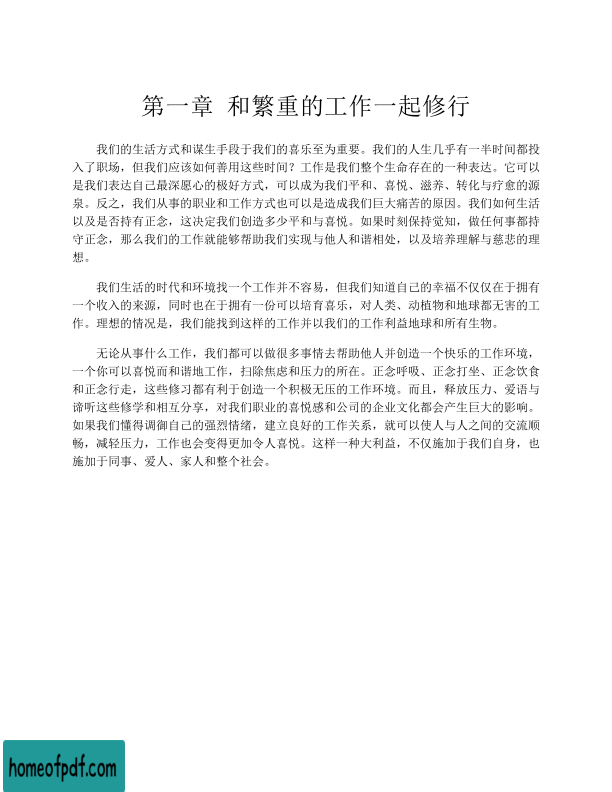 第一章 和繁重的工作一起修行
我们的生活方式和谋生手段于我们的喜乐至为重要。我们的人生几乎有一半时间都投
入了职场，但我们应该如何善用这些时间？工作是我们整个生命存在的一种表达。它可以
是我们表达自己最深愿心的极好方式，可以成为我们平和、喜悦、滋养、转化与疗愈的源
泉。反之，我们从事的职业和工作方式也可以是造成我们巨大痛苦的原因。我们如何生活
以及是否持有正念，这决定我们创造多少平和与喜悦。如果时刻保持觉知，做任何事都持
守正念，那么我们的工作就能够帮助我们实现与他人和谐相处，以及培养理解与慈悲的理
想。
我们生活的时代和环境找一个工作并不容易，但我们知道自己的幸福不仅仅在于拥有
一个收入的来源，同时也在于拥有一份可以培育喜乐，对人类、动植物和地球都无害的工
作。理想的情况是，我们能找到这样的工作并以我们的工作利益地球和所有生物。
无论从事什么工作，我们都可以做很多事情去帮助他人并创造一个快乐的工作环境，
一个你可以喜悦而和谐地工作，扫除焦虑和压力的所在。正念呼吸、正念打坐、正念饮食
和正念行走，这些修习都有利于创造一个积极无压的工作环境。而且，释放压力、爱语与
谛听这些修学和相互分享，对我们职业的喜悦感和公司的企业文化都会产生巨大的影响。
如果我们懂得调御自己的强烈情绪，建立良好的工作关系，就可以使人与人之间的交流顺
畅，减轻压力，工作也会变得更加令人喜悦。这样一种大利益，不仅施加于我们自身，也
施加于同事、爱人、家人和整个社会。
homeofpdf.com